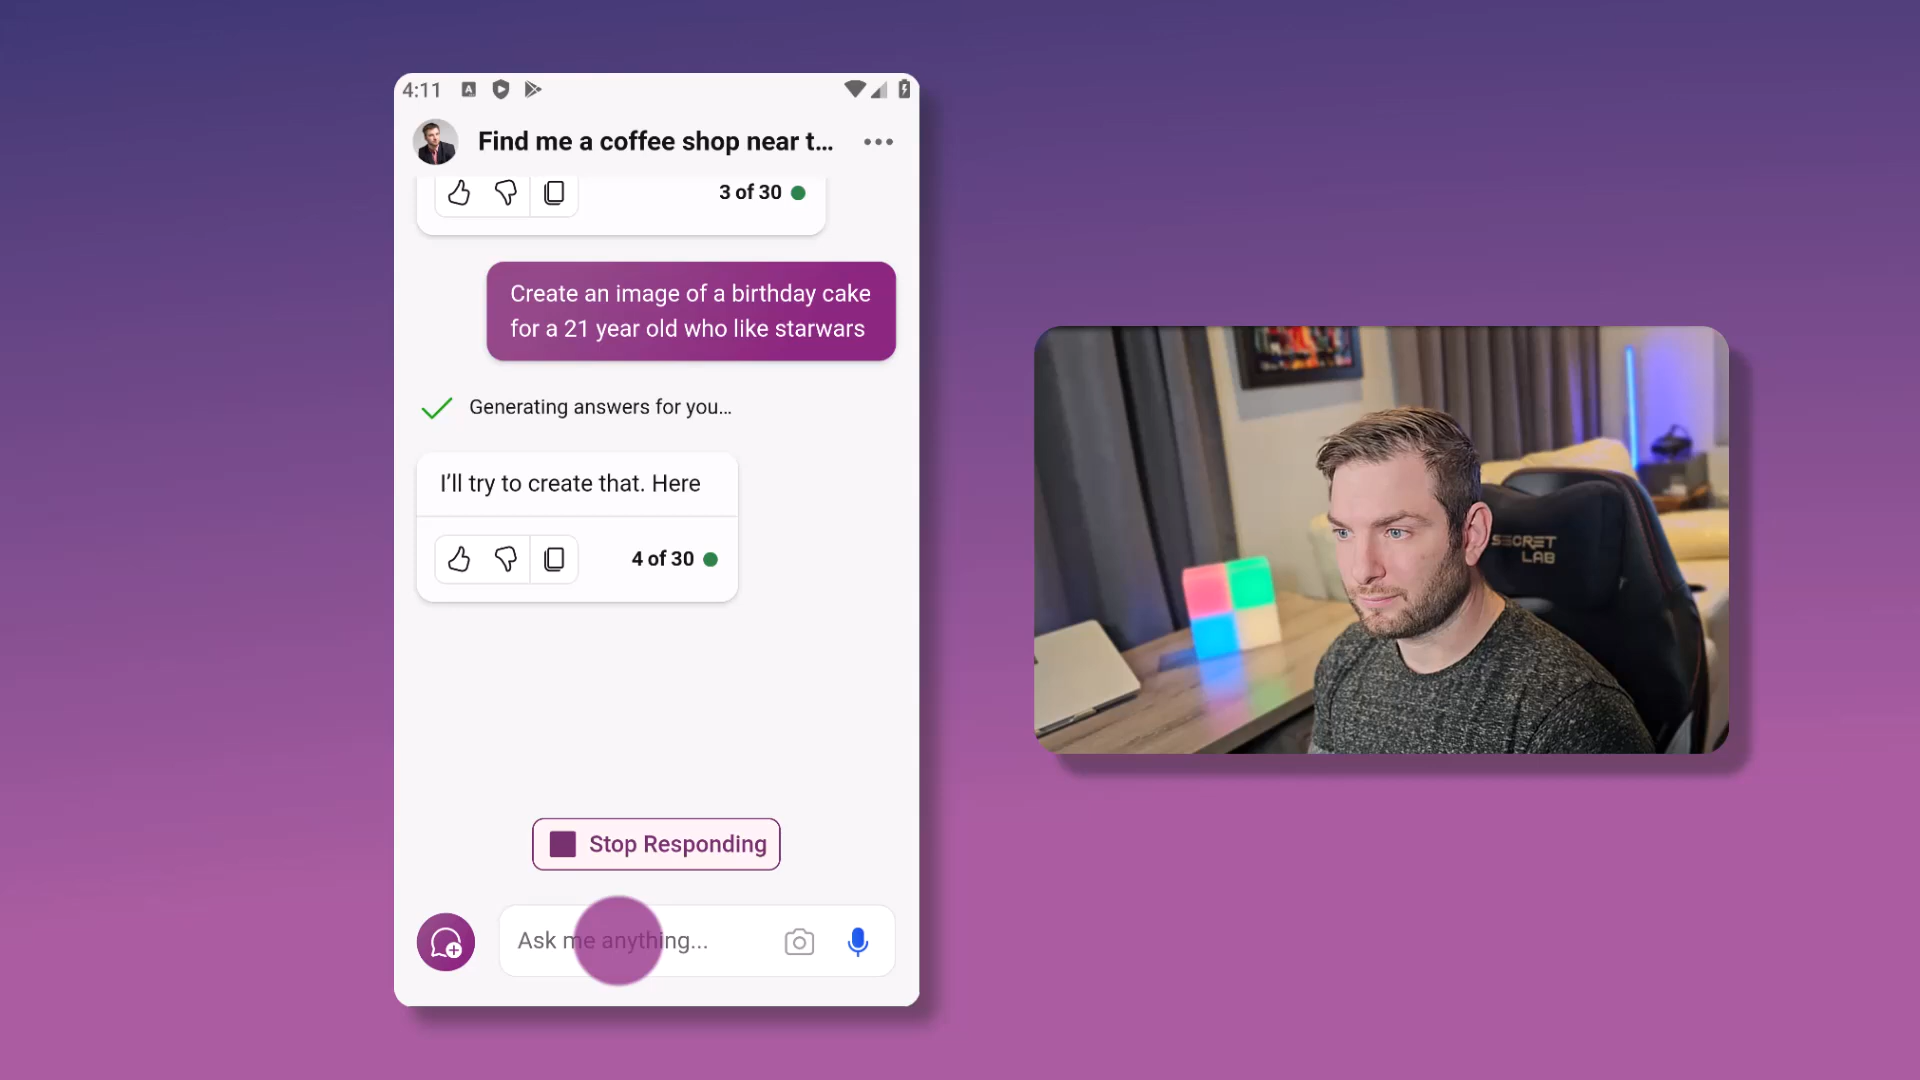 4:11
Find me a coffee shop near t...
3 of 30
Create an image of a birthday cake
for a 21 year old who like starwars
Generating answers for you...
I'll try to create that. Here
4 of 30
Stop Responding
Ask me anything...
SECRET
LAB